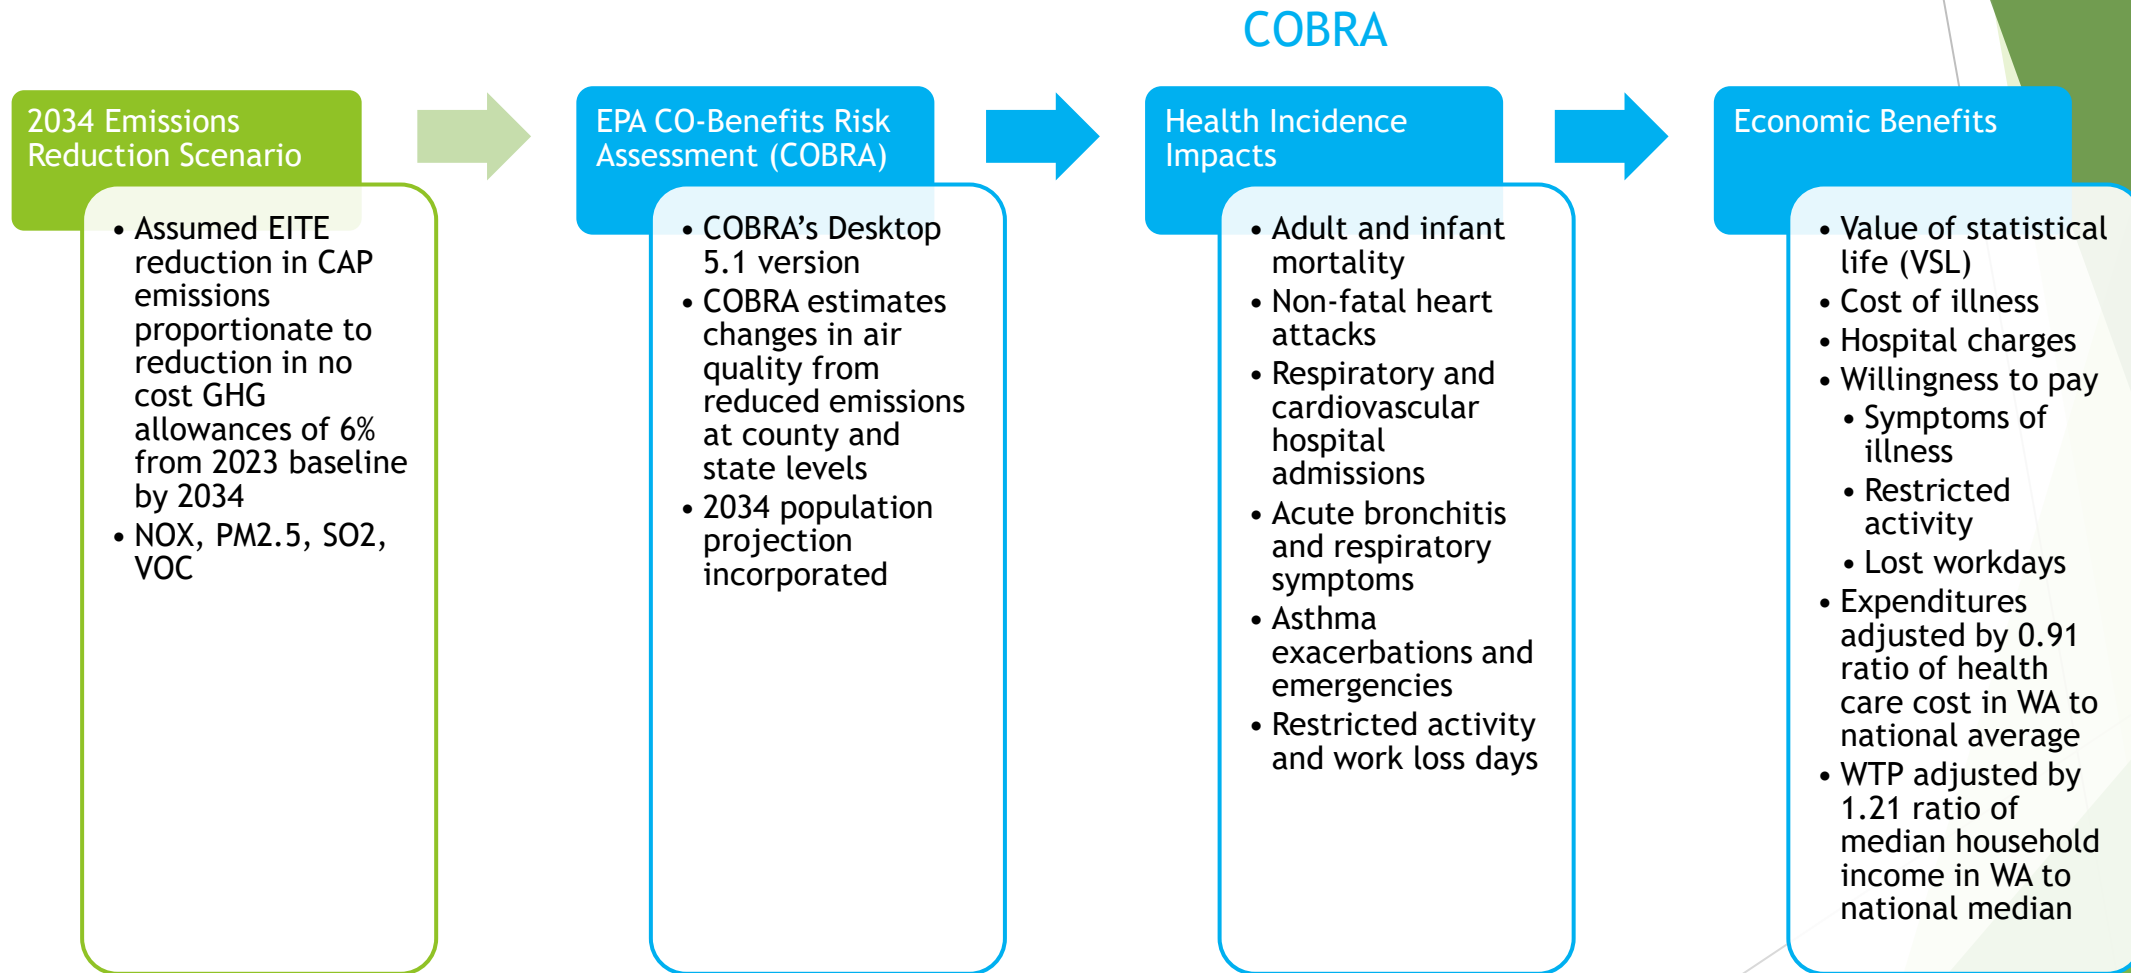 COBRA
2034 Emissions
Reduction Scenario
• Assumed EITE
reduction in CAP
emissions
proportionate to
reduction in no
cost GHG
allowances of 6%
from 2023 baseline
by 2034
• NOX, PM2.5, SO2,
VOC
EPA CO-Benefits Risk
Assessment (COBRA)
• COBRA’s Desktop
5.1 version
• COBRA estimates
changes in air
quality from
reduced emissions
at county and
state levels
• 2034 population
projection
incorporated
Health Incidence
Impacts
• Adult and infant
mortality
• Non-fatal heart
attacks
• Respiratory and
cardiovascular
hospital
admissions
• Acute bronchitis
and respiratory
symptoms
• Asthma
exacerbations and
emergencies
• Restricted activity
and work loss days
Economic Benefits
• Value of statistical
life (VSL)
• Cost of illness
• Hospital charges
• Willingness to pay
• Symptoms of
illness
• Restricted
activity
• Lost workdays
• Expenditures
adjusted by 0.91
ratio of health
care cost in WA to
national average
• WTP adjusted by
1.21 ratio of
median household
income in WA to
national median